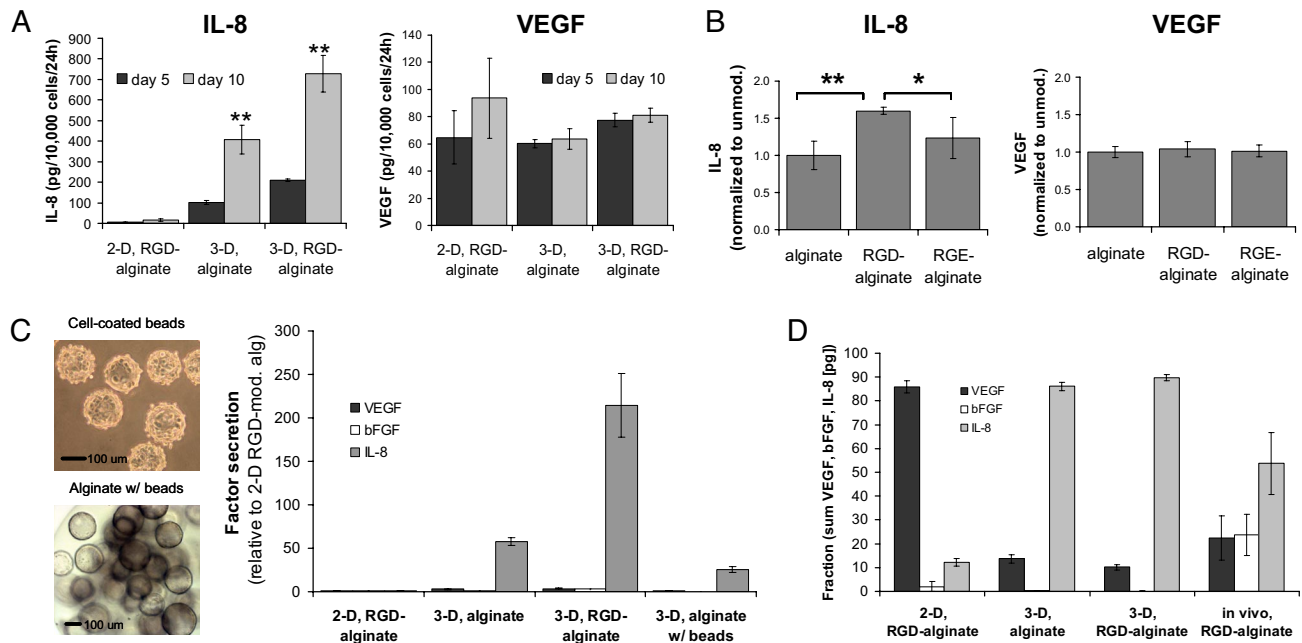 A
IL-8
IL-8 (pg/10,000 cells/24h)
900
800
700
600
500
400
300
200
100
0
day 5
day 10
**
**
2-D, RGD-
alginate
3-D,
alginate
3-D, RGD-
alginate
VEGF
VEGF (pg/10,000 cells/24h)
140
120
100
80
60
40
20
0
day 5
day 10
2-D, RGD-
alginate
3-D,
alginate
3-D, RGD-
alginate
B
IL-8
IL-8
(normalized to unmod.)
2.0
1.5
1.0
1.5
0.0
**
*
alginate
RGD-
alginate
RGE-
alginate
VEGF
VEGF
(normalized to unmod.)
2.0
1.5
1.0
1.5
0.0
alginate
RGD-
alginate
RGE-
alginate
C
Cell-coated beads
100 um
Alginate w/ beads
100 um
Factor secretion
(relative to 2-D RGD-mod. alg)
300
250
200
150
100
50
0
VEGF
bFGF
IL-8
2-D, RGD-
alginate
3-D, alginate
3-D, RGD-
alginate
3-D, alginate
w/ beads
D
Fraction (sum VEGF, bFGF, IL-8 [pg]
100
90
80
70
60
50
40
30
20
10
0
VEGF
bFGF
IL-8
2-D,
RGD-alginate
3-D,
alginate
3-D,
RGD-alginate
in vivo,
RGD-alginate